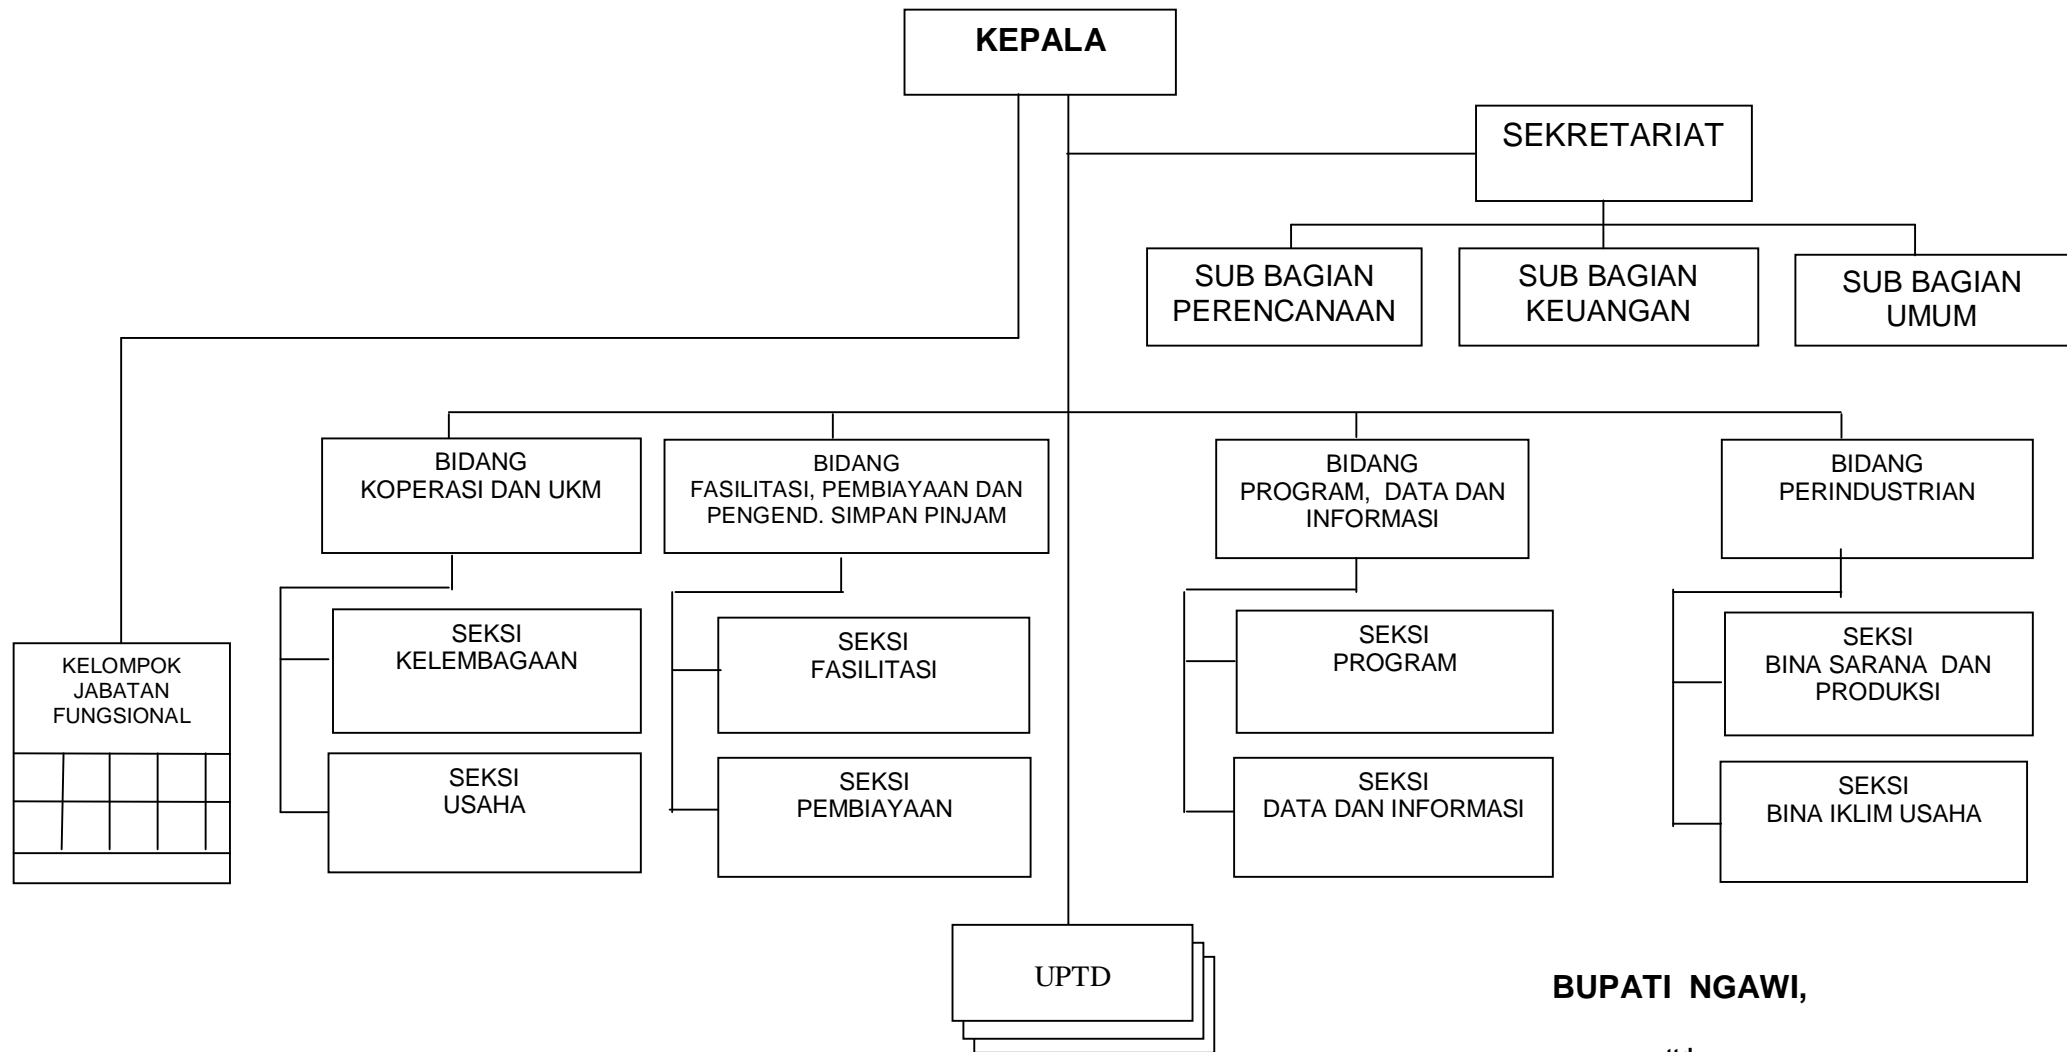 KEPALA
SEKRETARIAT
SUB BAGIAN
PERENCANAAN
SUB BAGIAN
KEUANGAN
SUB BAGIAN
UMUM
BIDANG
KOPERASI DAN UKM
BIDANG
FASILITASI, PEMBIAYAAN DAN
PENGEND. SIMPAN PINJAM
BIDANG
PROGRAM, DATA DAN
INFORMASI
BIDANG
PERINDUSTRIAN
KELOMPOK
JABATAN
FUNGSIONAL
SEKSI
KELEMBAGAAN
SEKSI
FASILITASI
SEKSI
PROGRAM
SEKSI
BINA SARANA DAN
PRODUKSI
SEKSI
USAHA
SEKSI
PEMBIAYAAN
SEKSI
DATA DAN INFORMASI
SEKSI
BINA IKLIM USAHA
UPTD
BUPATI NGAWI,